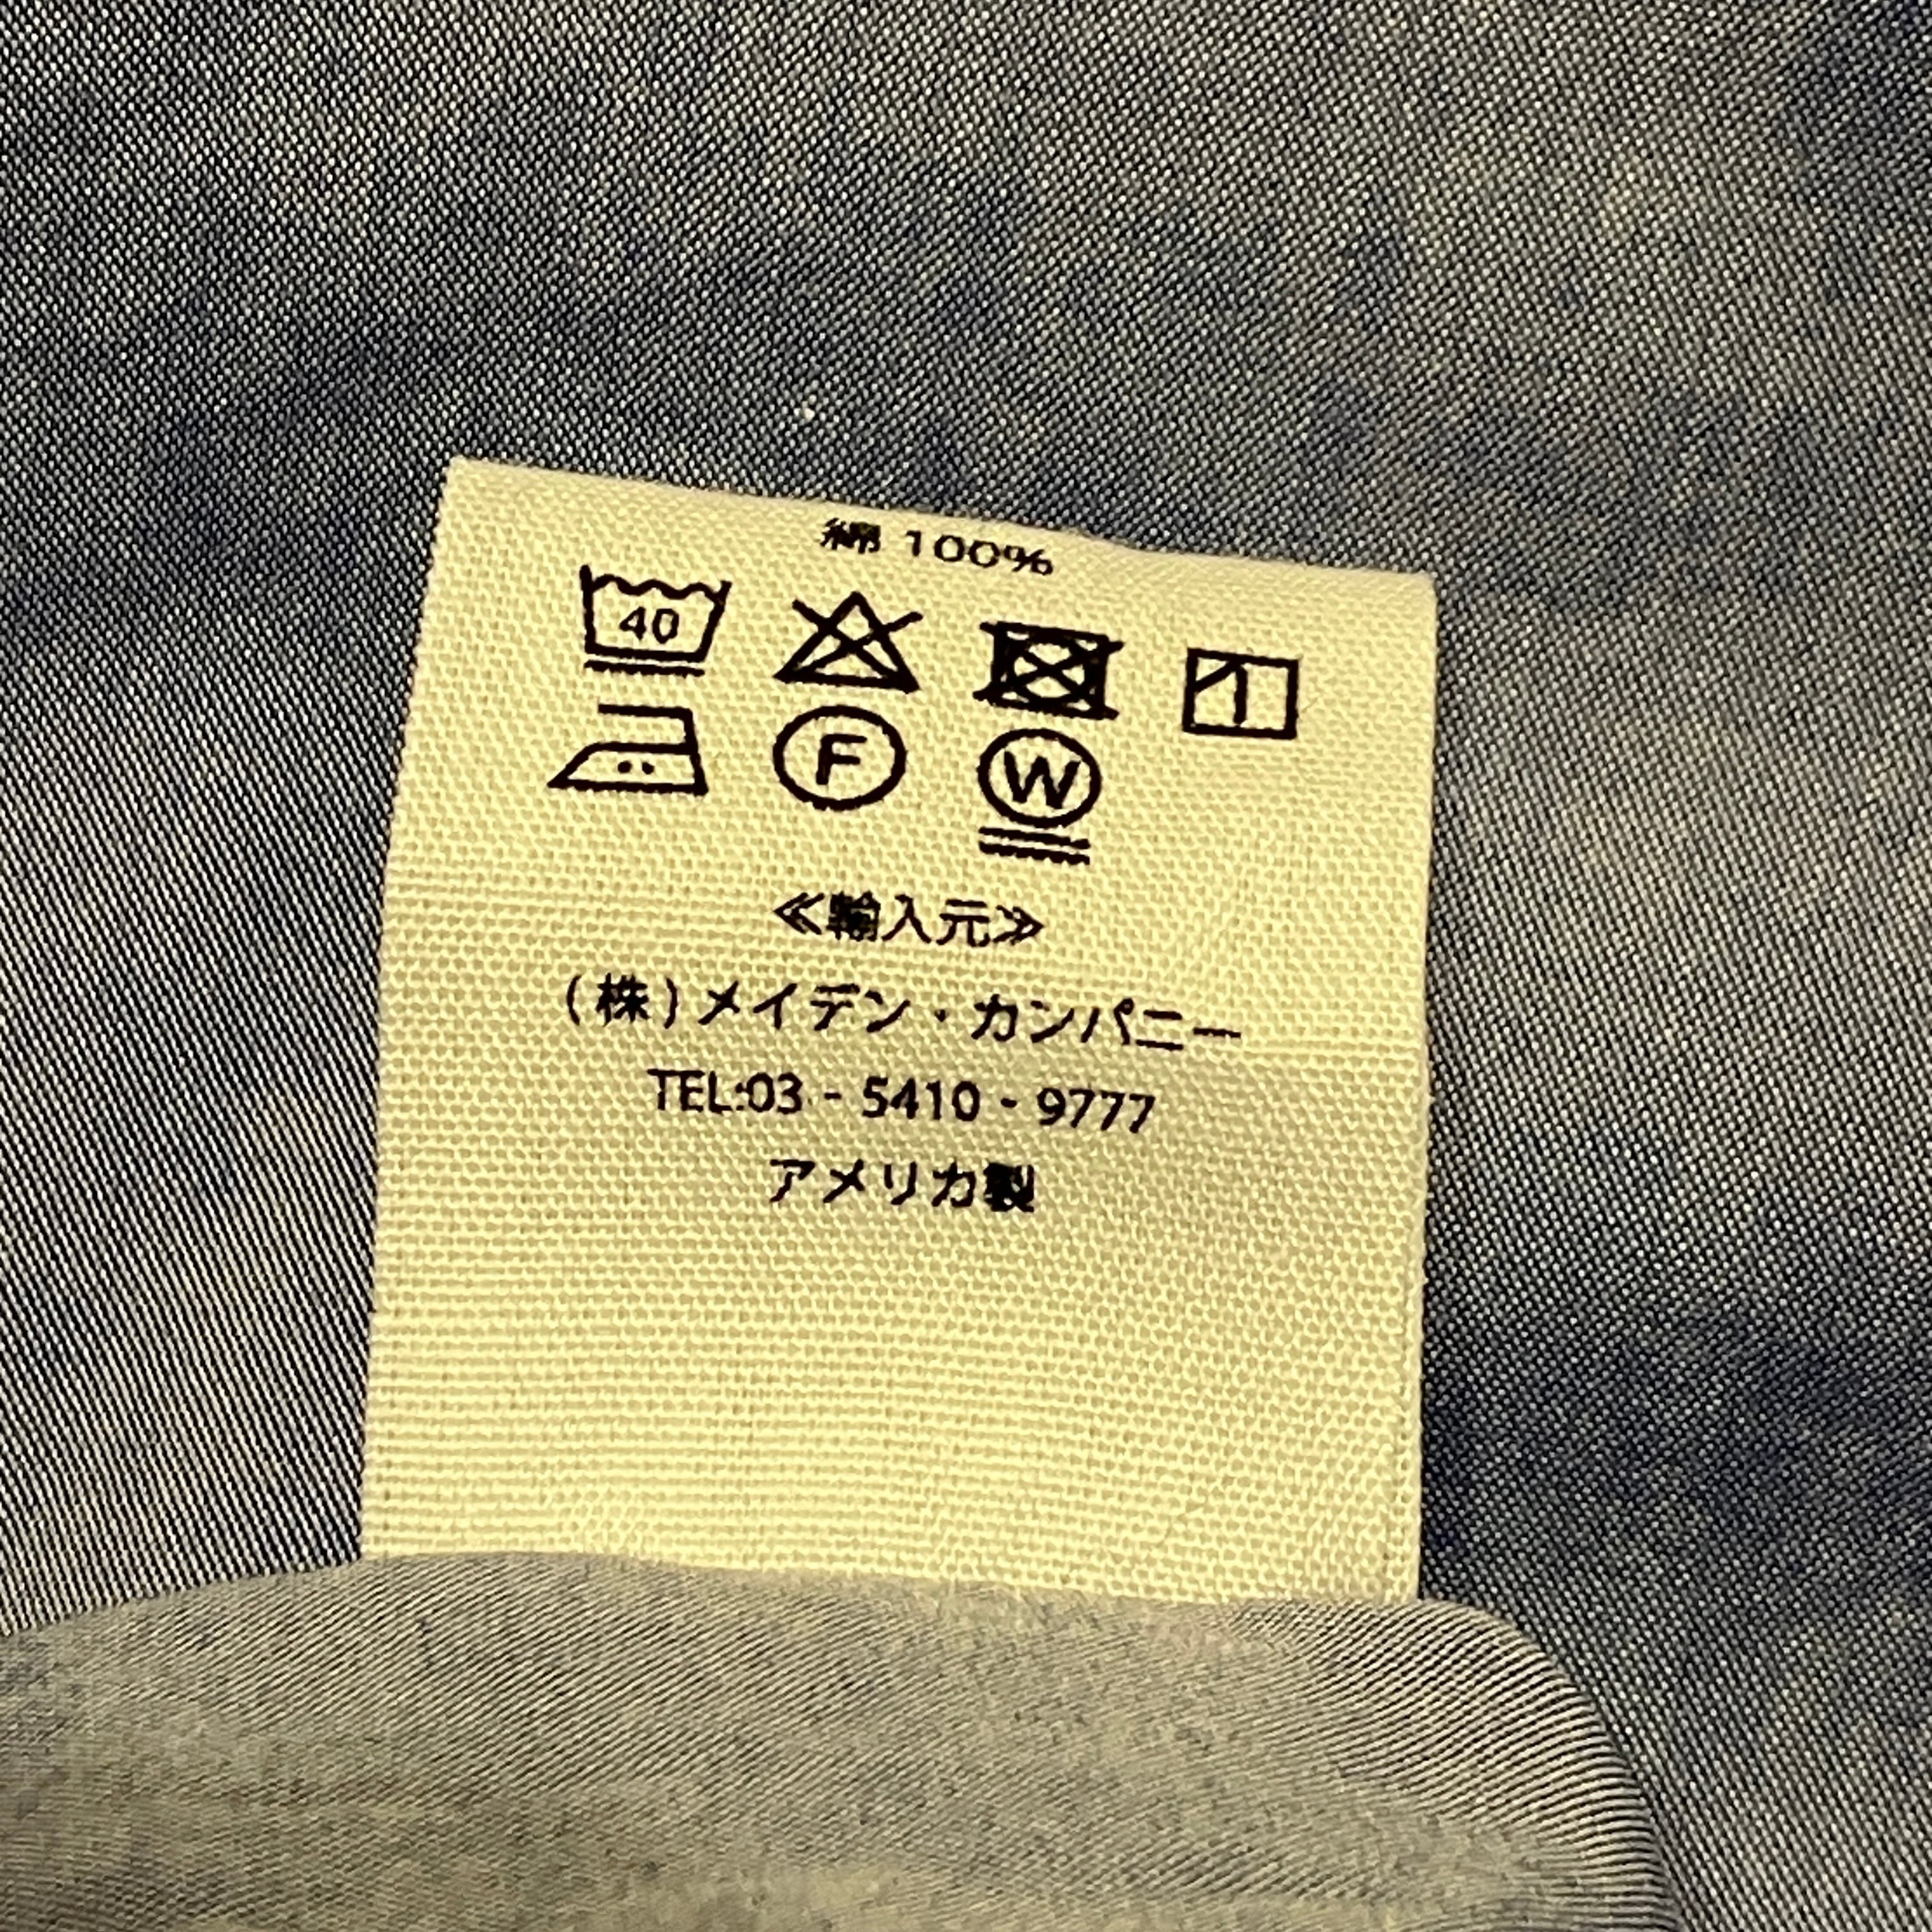 綿 100%
40
F W
≪輸入元≫
(株)メイデン・カンパニー
TEL:03 - 5410 - 9777
アメリカ製